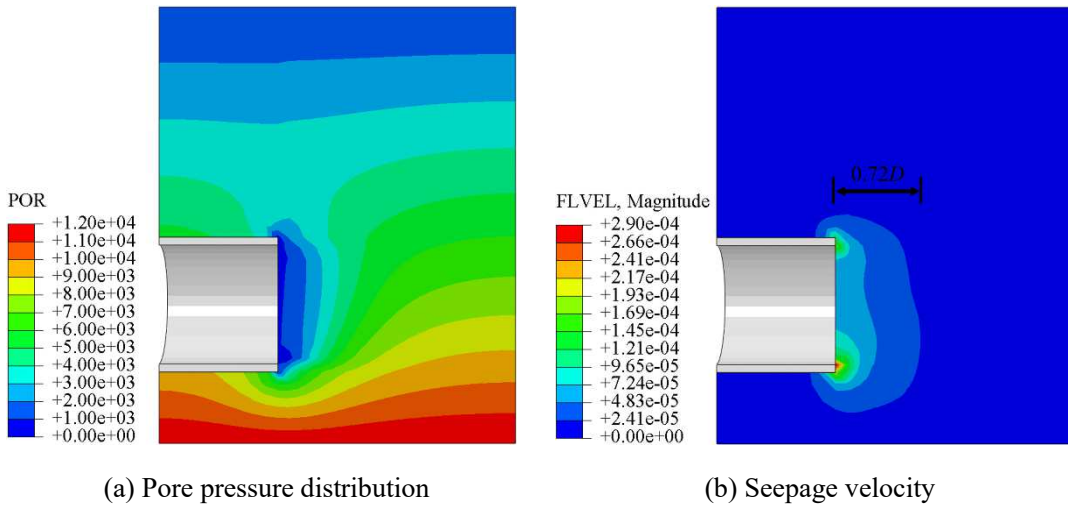 POR
+1.20e+04
+1.10e+04
+1.00e+04
+9.00e+03
+8.00e+03
+7.00e+03
+6.00e+03
+5.00e+03
+4.00e+03
+3.00e+03
+2.00e+03
+1.00e+03
+0.00e+00
0.72D
FLVEL, Magnitude
+2.90e-04
+2.66e-04
+2.41e-04
+2.17e-04
+1.93e-04
+1.69e-04
+1.45e-04
+1.21e-04
+9.65e-05
+7.24e-05
+4.83e-05
+2.41e-05
+0.00e+00
(a) Pore pressure distribution
(b) Seepage velocity